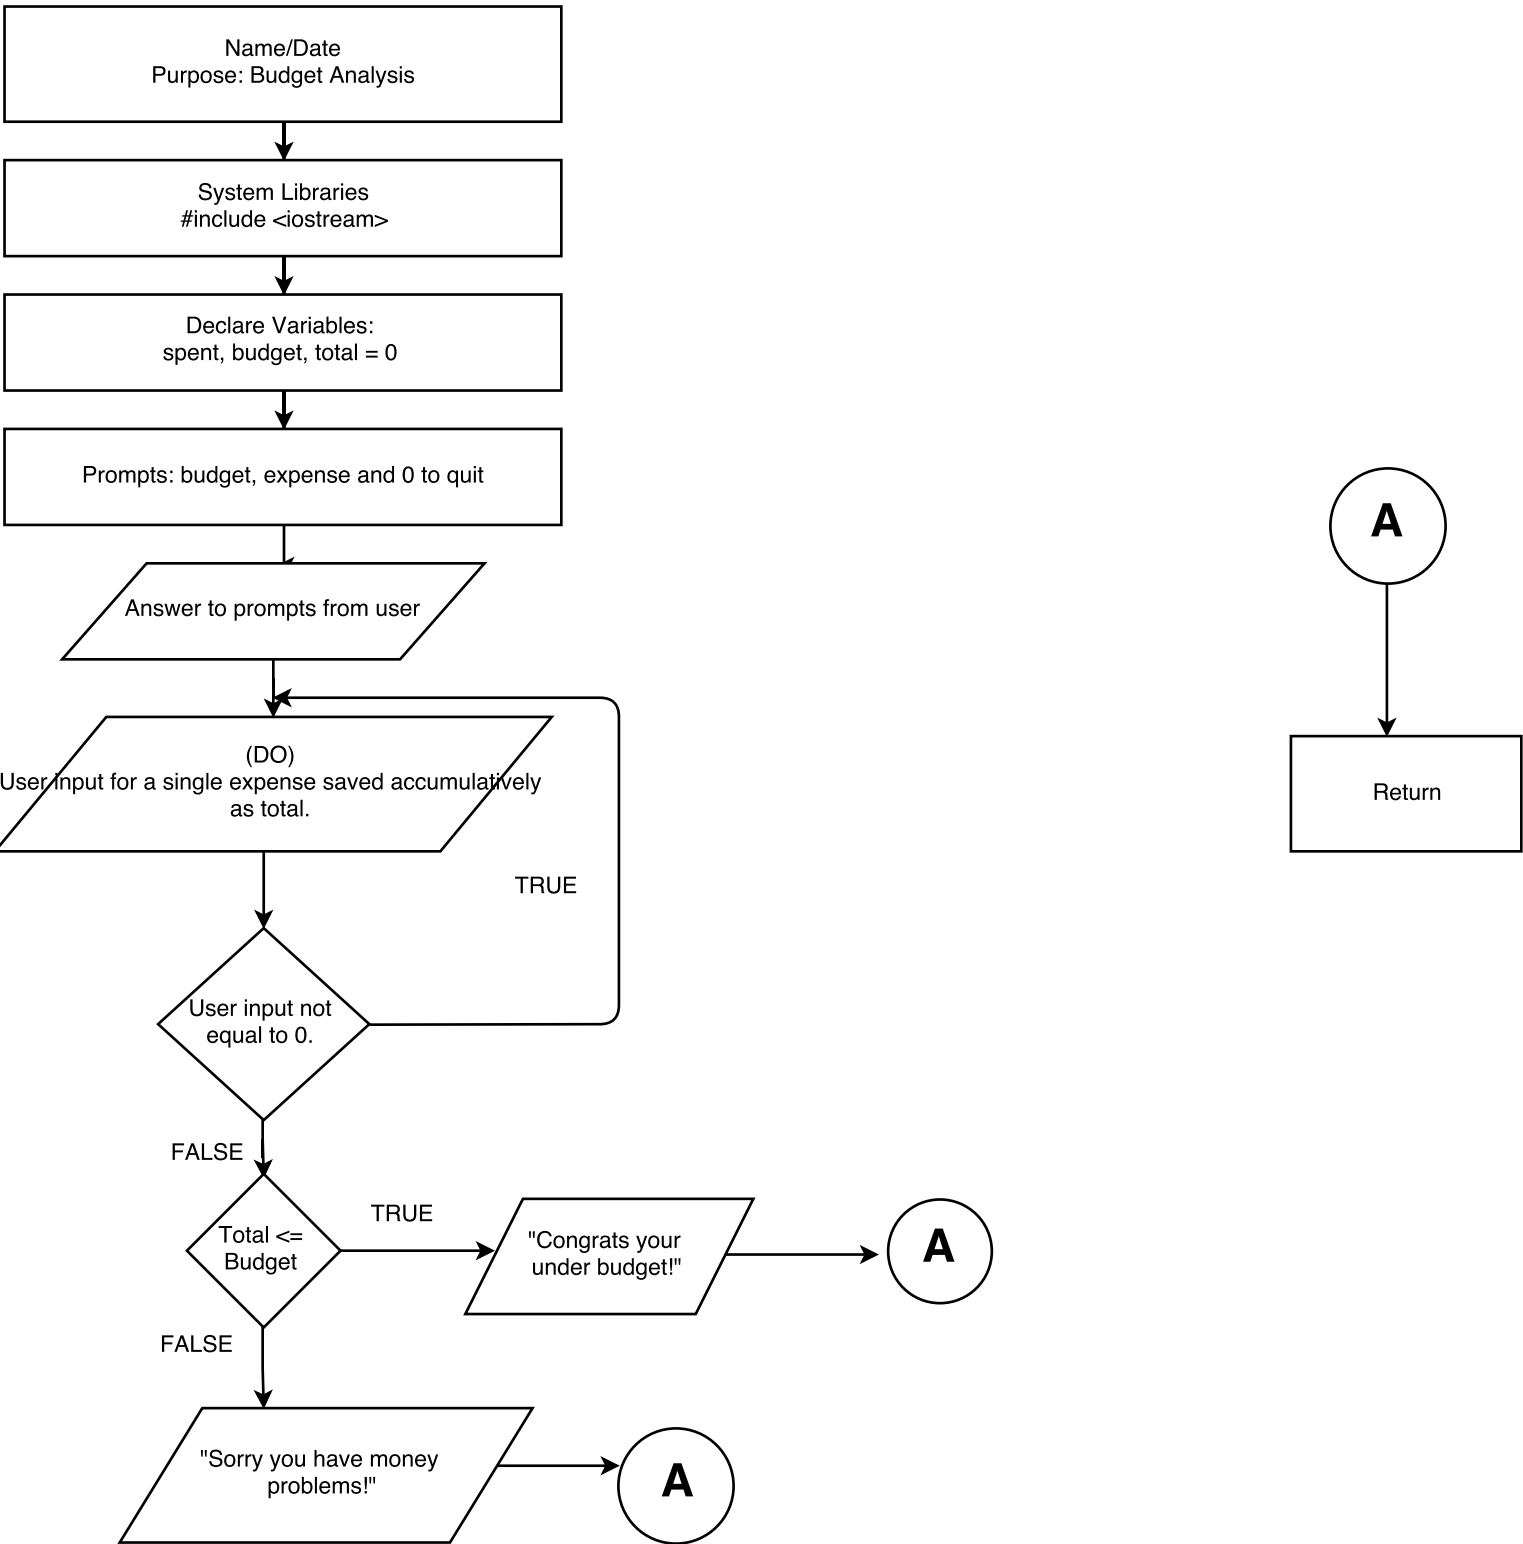 Name/Date
Purpose: Budget Analysis
System Libraries
#include <iostream>
Declare Variables:
spent, budget, total = 0
Prompts: budget, expense and 0 to quit
Answer to prompts from user
(DO)
User input for a single expense saved accumulatively
as total.
TRUE
User input not
equal to 0.
FALSE
Total <=
Budget
TRUE
"Congrats your
under budget!"
A
FALSE
"Sorry you have money
problems!"
A
A
Return